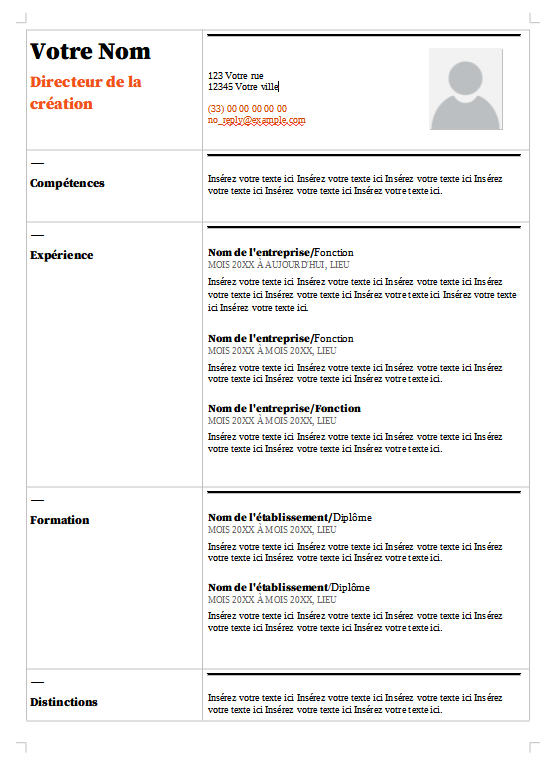 Votre Nom
Directeur de la
création
123 Votre rue
12345 Votre ville
(33) 00 00 00 00 00
no_reply@example.com
—
Compétences
Insérez votre texte ici Insérez votre texte ici Insérez votre texte ici Insérez
votre texte ici Insérez votre texte ici Insérez votre texte ici.
—
Expérience
Nom de l'entreprise/Fonction
MOIS 20XX À AUJOURD'HUI, LIEU
Insérez votre texte ici Insérez votre texte ici Insérez votre texte ici Insérez
votre texte ici Insérez votre texte ici Insérez votre texte ici Insérez votre texte
ici Insérez votre texte ici.
Nom de l'entreprise/Fonction
MOIS 20XX À MOIS 20XX, LIEU
Insérez votre texte ici Insérez votre texte ici Insérez votre texte ici Insérez
votre texte ici Insérez votre texte ici Insérez votre texte ici.
Nom de l'entreprise/Fonction
MOIS 20XX À MOIS 20XX, LIEU
Insérez votre texte ici Insérez votre texte ici Insérez votre texte ici Insérez
votre texte ici Insérez votre texte ici Insérez votre texte ici.
—
Formation
Nom de l'établissement/Diplôme
MOIS 20XX À MOIS 20XX, LIEU
Insérez votre texte ici Insérez votre texte ici Insérez votre texte ici Insérez
votre texte ici Insérez votre texte ici Insérez votre texte ici.
Nom de l'établissement/Diplôme
MOIS 20XX À MOIS 20XX, LIEU
Insérez votre texte ici Insérez votre texte ici Insérez votre texte ici Insérez
votre texte ici Insérez votre texte ici Insérez votre texte ici.
—
Distinctions
Insérez votre texte ici Insérez votre texte ici Insérez votre texte ici Insérez
votre texte ici Insérez votre texte ici Insérez votre texte ici.